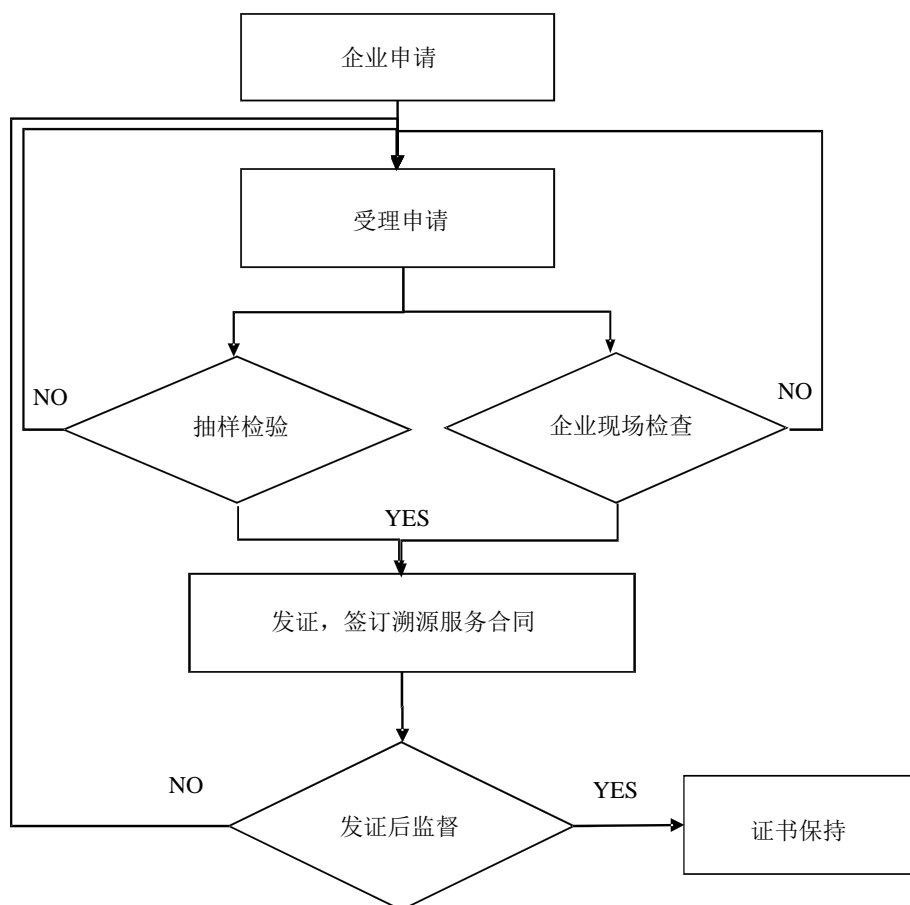 企业申请
受理申请
NO
抽样检验
企业现场检查
NO
YES
发证，签订溯源服务合同
NO
发证后监督
YES
证书保持